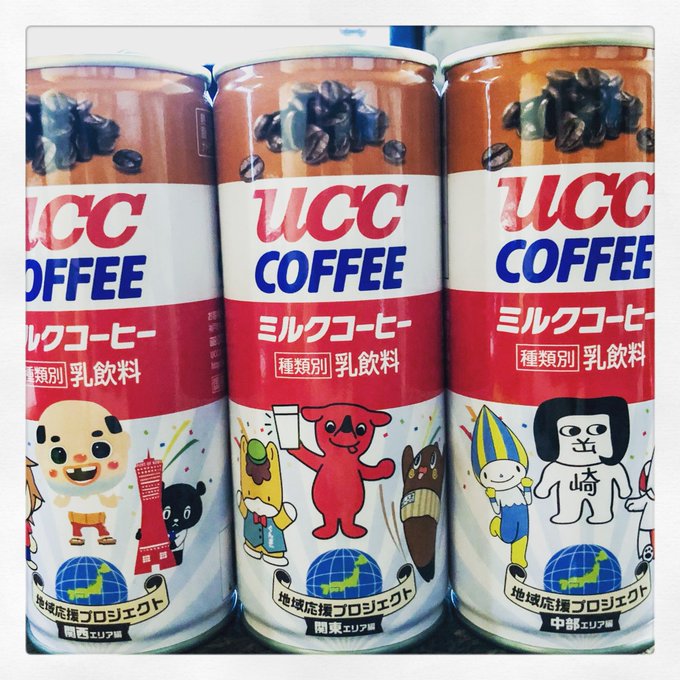 UCC
COFFEE
ミルクコーヒー
種類別 乳飲料
地域応援プロジェクト
関西エリア編
UCC
COFFEE
ミルクコーヒー
種類別 乳飲料
ぐんま
地域応援プロジェクト
関東エリア編
UCC
COFFEE
ミルクコーヒー
種類別 乳飲料
岡崎
地域応援プロジェクト
中部エリア編